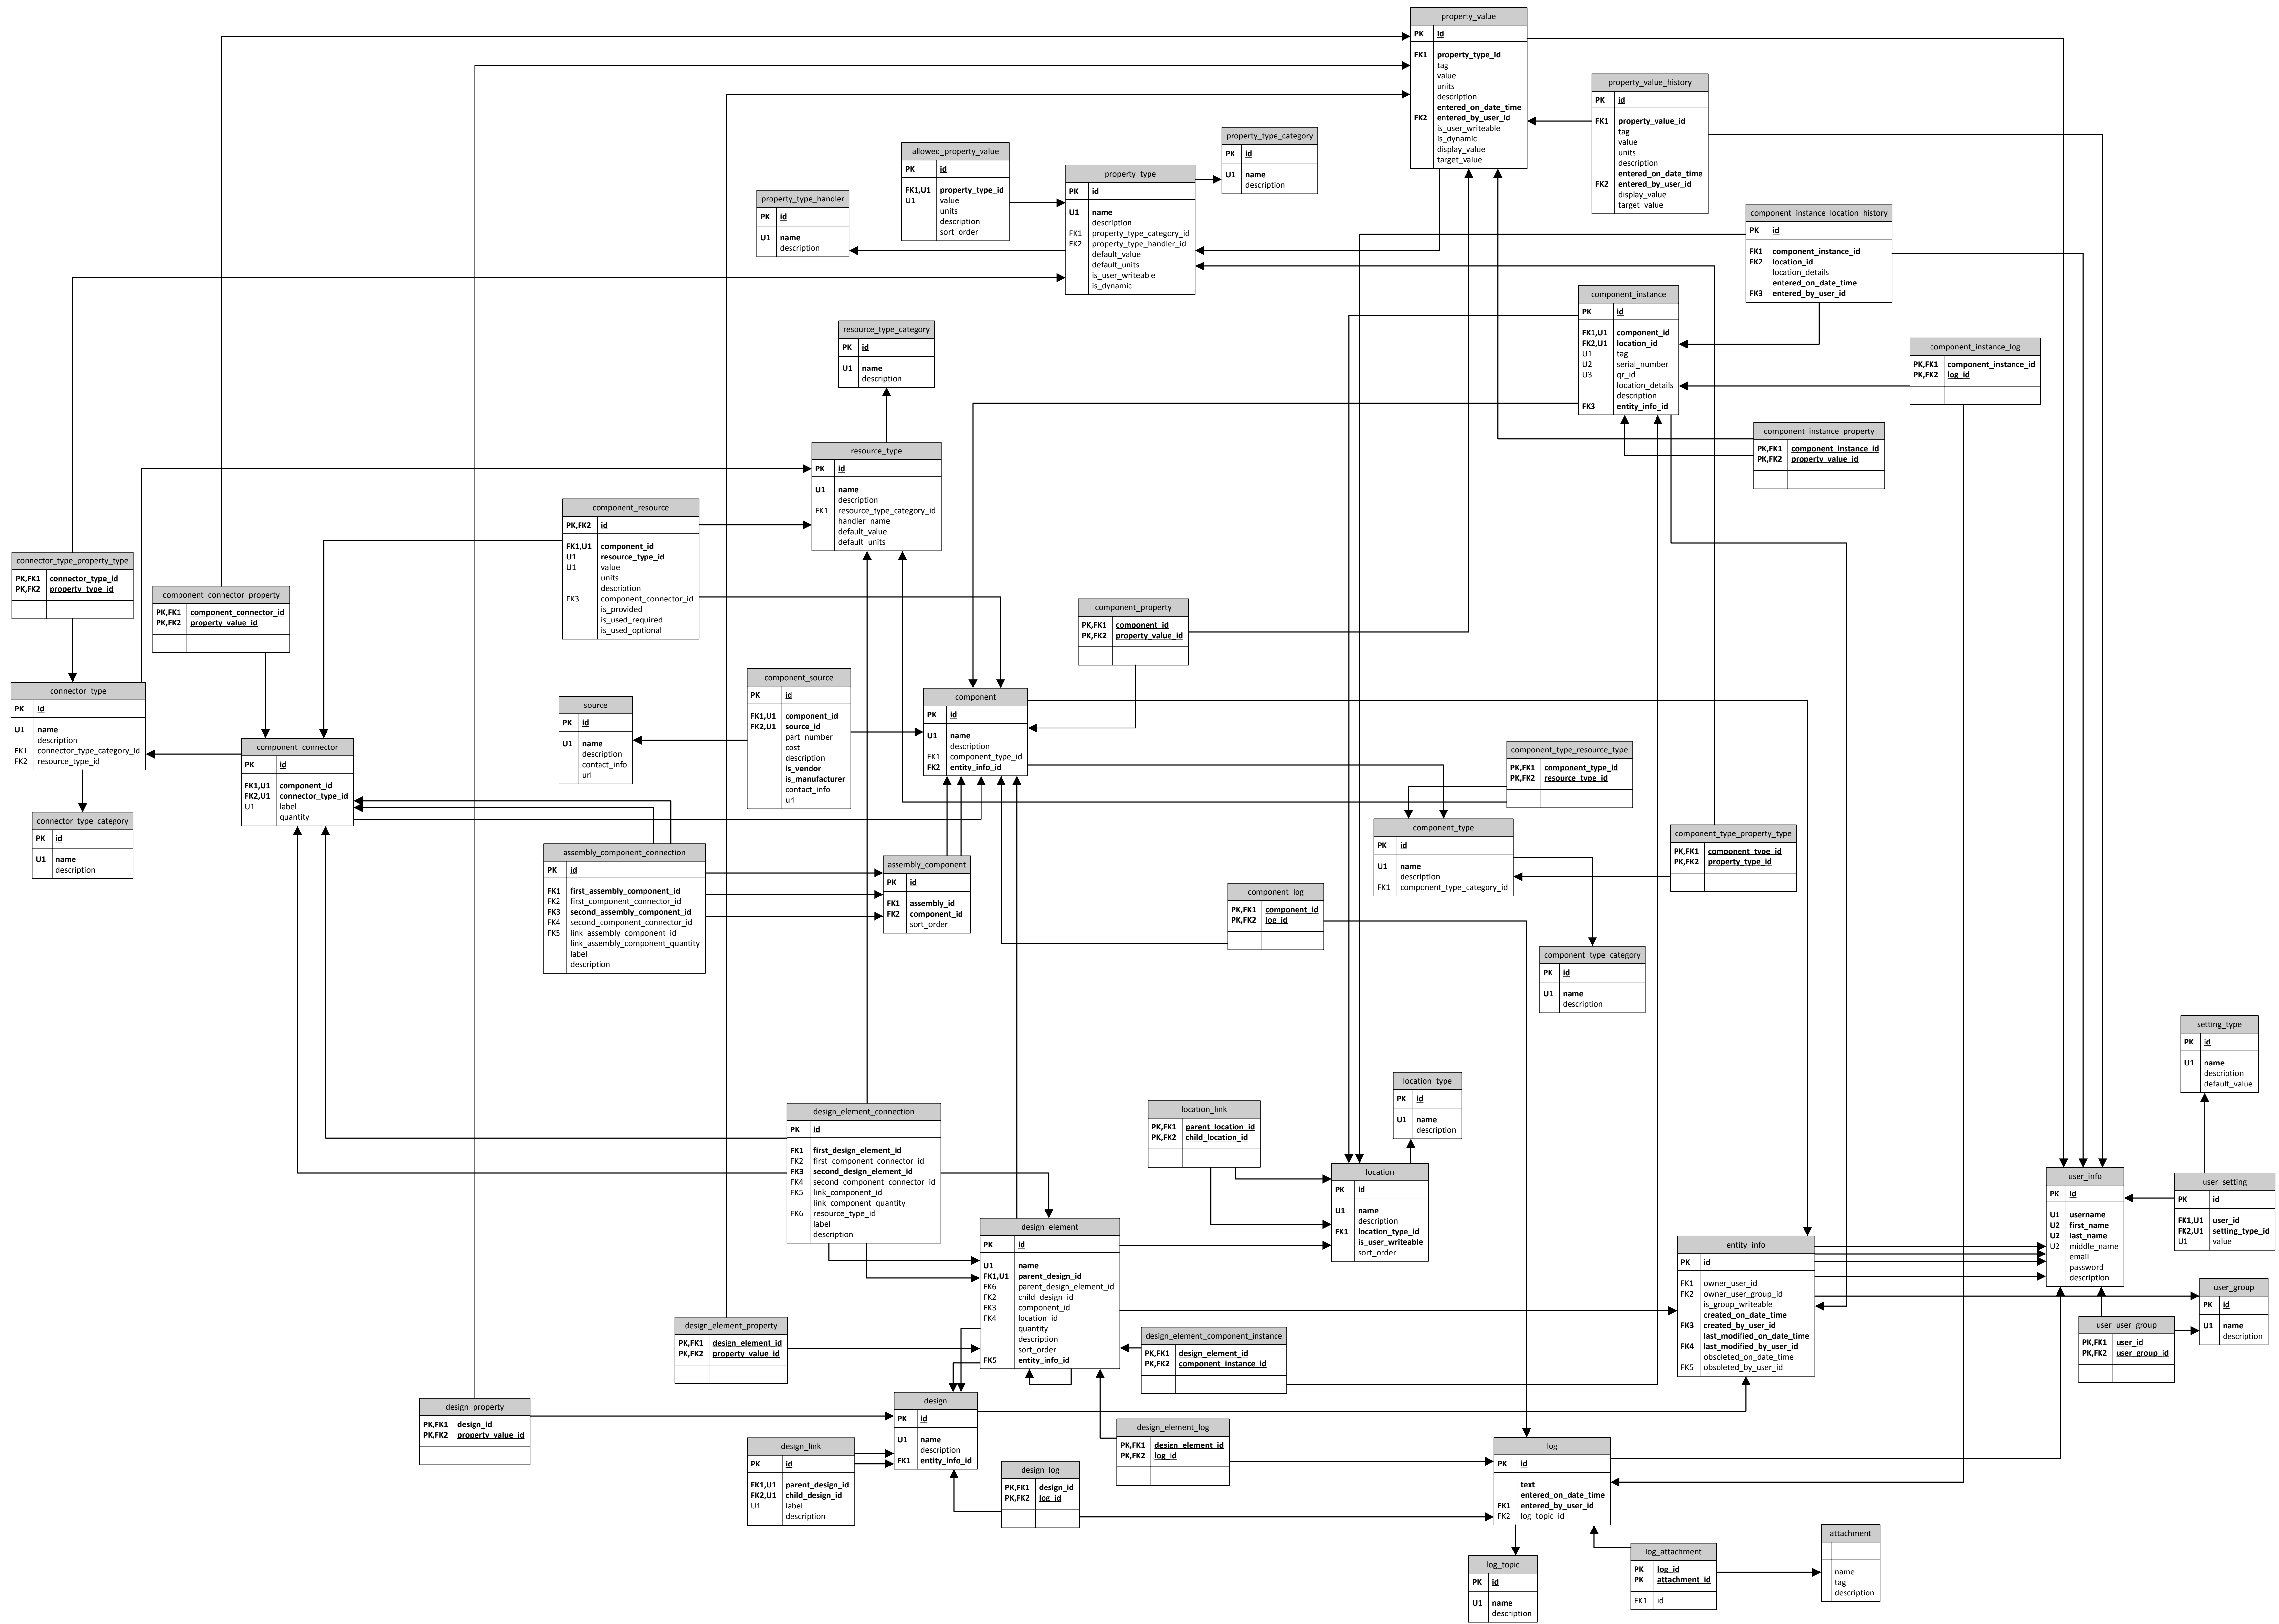 property_value
PK id
FK1 property_type_id
tag
value
units
description
entered_on_date_time
FK2 entered_by_user_id
is_user_writeable
is_dynamic
display_value
target_value
property_value_history
PK id
FK1 property_value_id
tag
value
units
description
entered_on_date_time
FK2 entered_by_user_id
display_value
target_value
property_type_category
PK id
U1 name
description
allowed_property_value
PK id
FK1,U1 property_type_id
U1 value
units
description
sort_order
property_type
PK id
U1 name
description
FK1 property_type_category_id
FK2 property_type_handler_id
default_value
default_units
is_user_writeable
is_dynamic
property_type_handler
PK id
U1 name
description
component_instance_location_history
PK id
FK1 component_instance_id
FK2 location_id
location_details
entered_on_date_time
FK3 entered_by_user_id
component_instance
PK id
FK1,U1 component_id
FK2,U1 location_id
U1 tag
U2 serial_number
U3 qr_id
location_details
description
FK3 entity_info_id
component_instance_log
PK,FK1 component_instance_id
PK,FK2 log_id
resource_type_category
PK id
U1 name
description
component_instance_property
PK,FK1 component_instance_id
PK,FK2 property_value_id
resource_type
PK id
U1 name
description
FK1 resource_type_category_id
handler_name
default_value
default_units
component_resource
PK,FK2 id
FK1,U1 component_id
U1 resource_type_id
U1 value
units
description
FK3 component_connector_id
is_provided
is_used_required
is_used_optional
connector_type_property_type
PK,FK1 connector_type_id
PK,FK2 property_type_id
component_connector_property
PK,FK1 component_connector_id
PK,FK2 property_value_id
component_property
PK,FK1 component_id
PK,FK2 property_value_id
connector_type
PK id
U1 name
description
FK1 connector_type_category_id
FK2 resource_type_id
source
PK id
U1 name
description
contact_info
url
component_source
PK id
FK1,U1 component_id
FK2,U1 source_id
part_number
cost
description
is_vendor
is_manufacturer
contact_info
url
component
PK id
U1 name
description
FK1 component_type_id
FK2 entity_info_id
component_connector
PK id
FK1,U1 component_id
FK2,U1 connector_type_id
U1 label
quantity
component_type_resource_type
PK,FK1 component_type_id
PK,FK2 resource_type_id
connector_type_category
PK id
U1 name
description
component_type
PK id
U1 name
description
FK1 component_type_category_id
component_type_property_type
PK,FK1 component_type_id
PK,FK2 property_type_id
assembly_component_connection
PK id
FK1 first_assembly_component_id
FK2 first_component_connector_id
FK3 second_assembly_component_id
FK4 second_component_connector_id
FK5 link_assembly_component_id
link_assembly_component_quantity
label
description
assembly_component
PK id
FK1 assembly_id
FK2 component_id
sort_order
component_log
PK,FK1 component_id
PK,FK2 log_id
component_type_category
PK id
U1 name
description
setting_type
PK id
U1 name
description
default_value
location_type
PK id
U1 name
description
design_element_connection
PK id
FK1 first_design_element_id
FK2 first_component_connector_id
FK3 second_design_element_id
FK4 second_component_connector_id
FK5 link_component_id
link_component_quantity
FK6 resource_type_id
label
description
location_link
PK,FK1 parent_location_id
PK,FK2 child_location_id
location
PK id
U1 name
description
FK1 location_type_id
is_user_writeable
sort_order
user_info
PK id
U1 username
U2 first_name
U2 last_name
U2 middle_name
email
password
description
user_setting
PK id
FK1,U1 user_id
FK2,U1 setting_type_id
U1 value
design_element
PK id
U1 name
FK1,U1 parent_design_id
FK6 parent_design_element_id
FK2 child_design_id
FK3 component_id
FK4 location_id
quantity
description
sort_order
FK5 entity_info_id
entity_info
PK id
FK1 owner_user_id
FK2 owner_user_group_id
is_group_writeable
created_on_date_time
FK3 created_by_user_id
last_modified_on_date_time
FK4 last_modified_by_user_id
obsoleted_on_date_time
FK5 obsoleted_by_user_id
user_group
PK id
U1 name
description
design_element_property
PK,FK1 design_element_id
PK,FK2 property_value_id
design_element_component_instance
PK,FK1 design_element_id
PK,FK2 component_instance_id
user_user_group
PK,FK1 user_id
PK,FK2 user_group_id
design_property
PK,FK1 design_id
PK,FK2 property_value_id
design
PK id
U1 name
description
FK1 entity_info_id
design_link
PK id
FK1,U1 parent_design_id
FK2,U1 child_design_id
U1 label
description
design_element_log
PK,FK1 design_element_id
PK,FK2 log_id
design_log
PK,FK1 design_id
PK,FK2 log_id
log
PK id
text
entered_on_date_time
FK1 entered_by_user_id
FK2 log_topic_id
log_topic
PK id
U1 name
description
log_attachment
PK log_id
PK attachment_id
FK1 id
attachment
name
tag
description